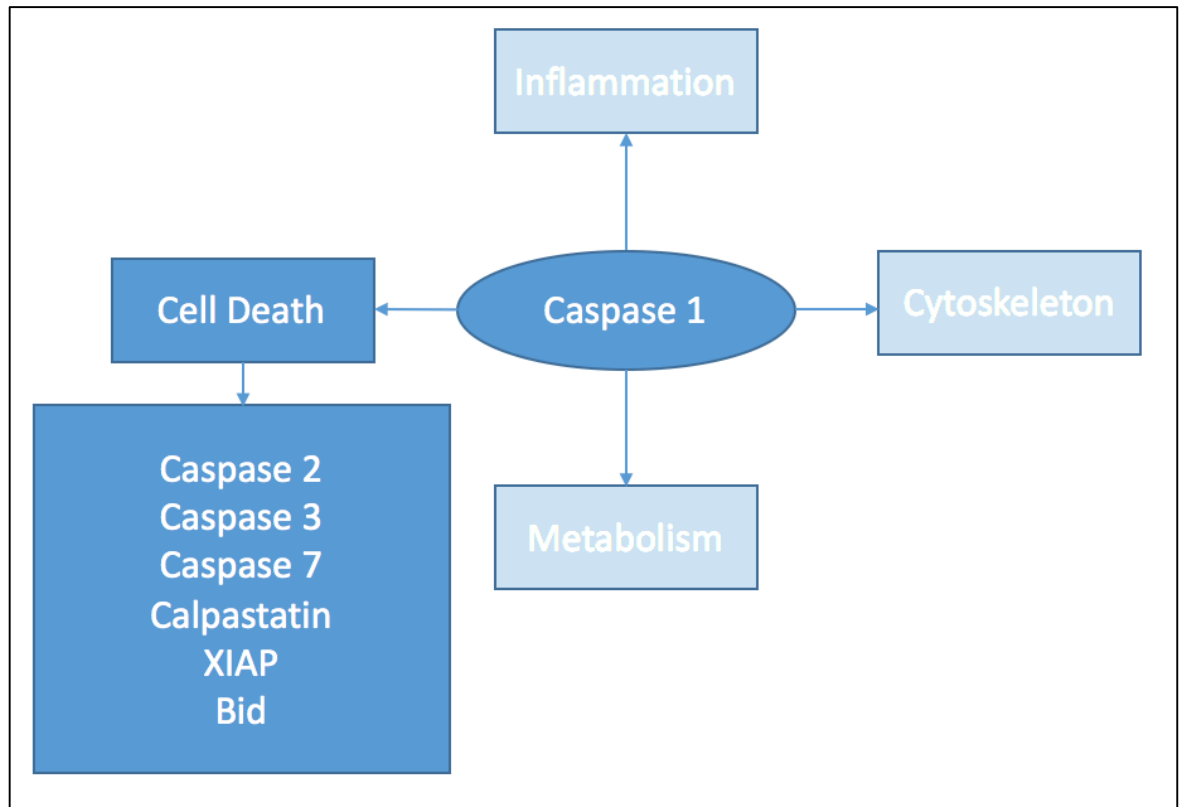 Inflammation
Cell Death
Caspase 1
Cytoskeleton
Caspase 2
Caspase 3
Caspase 7
Calpastatin
XIAP
Bid
Metabolism